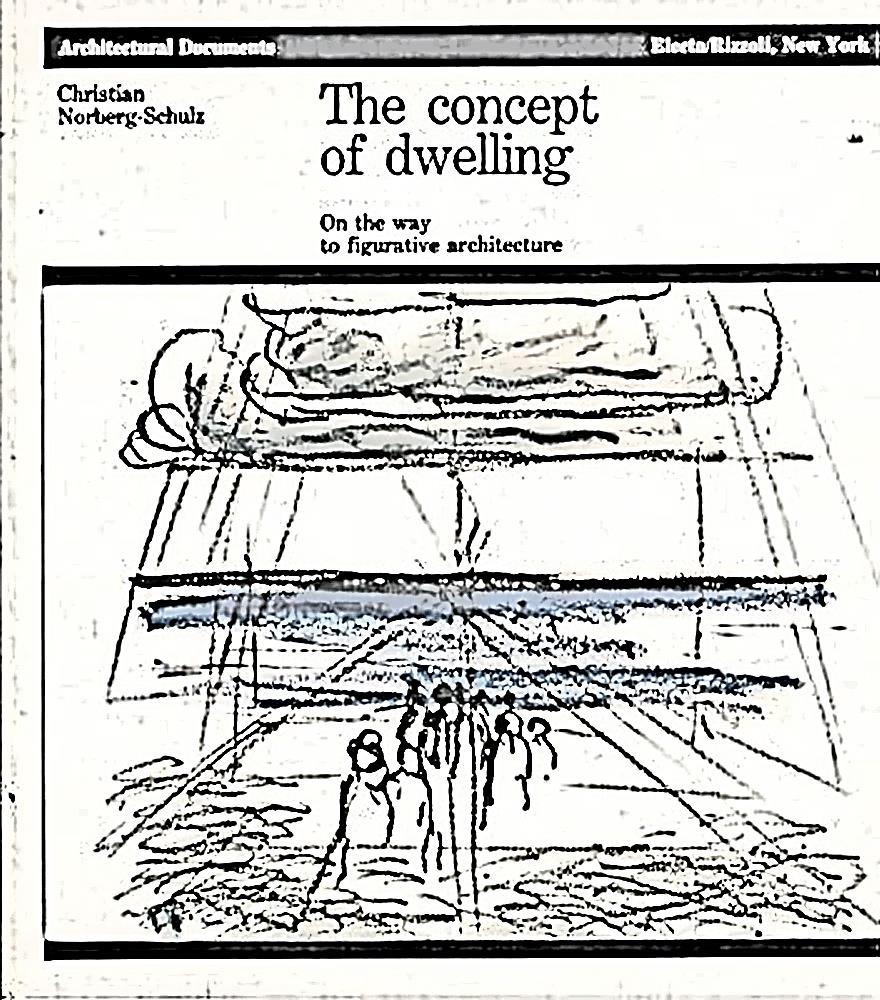 Architectural Documents
Electa/Rizzoli, New York
Christian
Norberg-Schulz
The concept
of dwelling
On the way
to figurative architecture